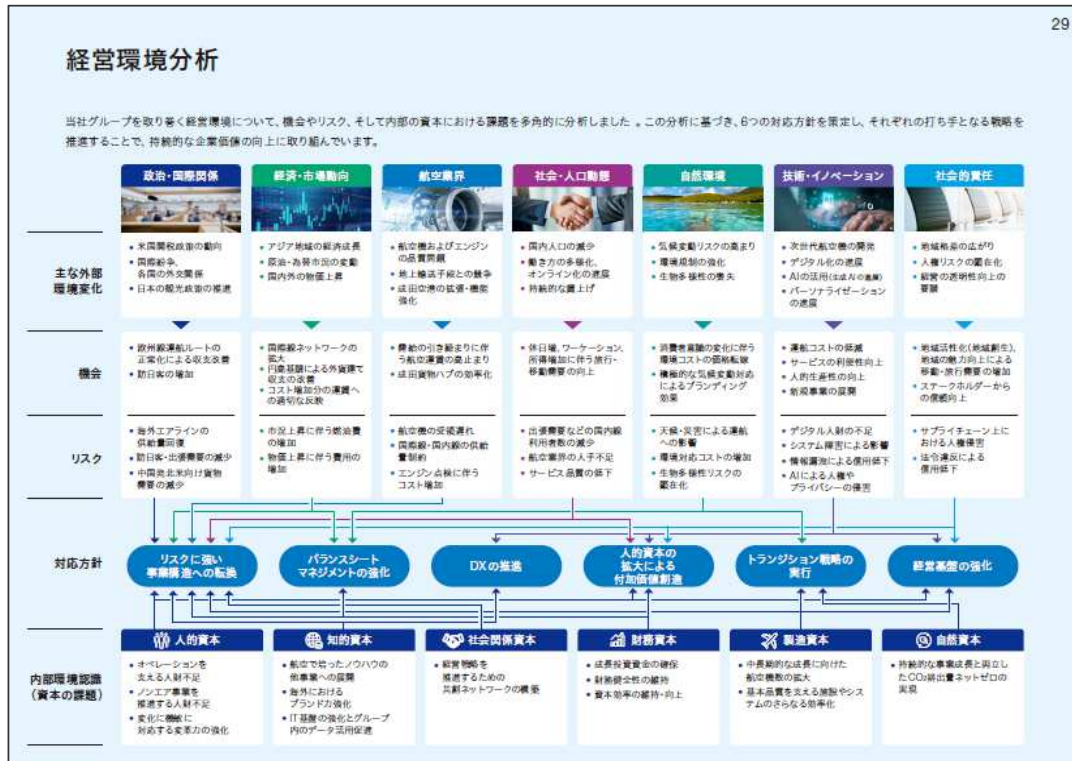 29
経営環境分析
当社グループを取り巻く経営環境について、機会やリスク、そして内部の資本における課題を多角的に分析しました。この分析に基づき、6つの対応方針を策定し、それぞれの打ち手となる戦略を
推進することで、持続的な企業価値の向上に取り組んでいます。
政治・国際関係
経済・市場動向
航空業界
社会・人口動態
自然環境
技術・イノベーション
社会的責任
主な外部
環境変化
• 米国関税政策の動向
• 国際紛争、
各国の外交関係
• 日本の観光政策の推進
• アジア地域の経済成長
• 原油・為替市況の変動
• 国内外の物価上昇
• 航空機およびエンジン
の品質問題
• 地上輸送手段との競争
• 成田空港の拡張・機能
強化
• 国内人口の減少
• 働き方の多様化、
オンライン化の進展
• 持続的な賃上げ
• 気候変動リスクの高まり
• 環境規制の強化
• 生物多様性の喪失
• 次世代航空機の開発
• デジタル化の進展
• AIの活用(生成AIの進展)
• パーソナライゼーション
の進展
• 地域格差の広がり
• 人権リスクの顕在化
• 経営の透明性向上の
要請
機会
• 欧州線運航ルートの
正常化による収支改善
• 訪日客の増加
• 国際線ネットワークの
拡大
• 円高基調による外貨建て
収支の改善
• コスト増加分の運賃へ
の適切な反映
• 需給の引き締まりに伴
う航空運賃の高止まり
• 成田貨物ハブの効率化
• 休日増、ワーケーション、
所得増加に伴う旅行・
移動需要の向上
• 消費者意識の変化に伴う
環境コストの価格転嫁
• 積極的な気候変動対応
によるブランディング
効果
• 運航コストの低減
• サービスの利便性向上
• 人的生産性の向上
• 新規事業の展開
• 地域活性化(地域創生)、
地域の魅力向上による
移動・旅行需要の増加
• ステークホルダーから
の信頼向上
リスク
• 海外エアラインの
供給量回復
• 訪日客・出張需要の減少
• 中国発北米向け貨物
需要の減少
• 市況上昇に伴う燃油費
の増加
• 物価上昇に伴う費用の
増加
• 航空機の受領遅れ
• 国際線・国内線の供給
量制約
• エンジン点検に伴う
コスト増加
• 出張需要などの国内線
利用者数の減少
• 航空業界の人手不足
• サービス品質の低下
• 天候・災害による運航
への影響
• 環境対応コストの増加
• 生物多様性リスクの
顕在化
• デジタル人財の不足
• システム障害による影響
• 情報漏洩による信用低下
• AIによる人権や
プライバシーの侵害
• サプライチェーン上に
おける人権侵害
• 法令違反による
信用低下
対応方針
リスクに強い
事業構造への転換
バランスシート
マネジメントの強化
DXの推進
人的資本の
拡大による
付加価値創造
トランジション戦略の
実行
経営基盤の強化
内部環境認識
(資本の課題)
人的資本
知的資本
社会関係資本
財務資本
製造資本
自然資本
• オペレーションを
支える人財不足
• ノンエア事業を
推進する人財不足
• 変化に機敏に
対応する変革力の強化
• 航空で培ったノウハウの
他事業への展開
• 海外における
ブランド力強化
• IT基盤の強化とグループ
内のデータ活用促進
• 経営戦略を
推進するための
共創ネットワークの構築
• 成長投資資金の確保
• 財務健全性の維持
• 資本効率の維持・向上
• 中長期的な成長に向けた
航空機数の拡大
• 基本品質を支える施設やシス
テムのさらなる効率化
• 持続的な事業成長と両立し
たCO₂排出量ネットゼロの
実現